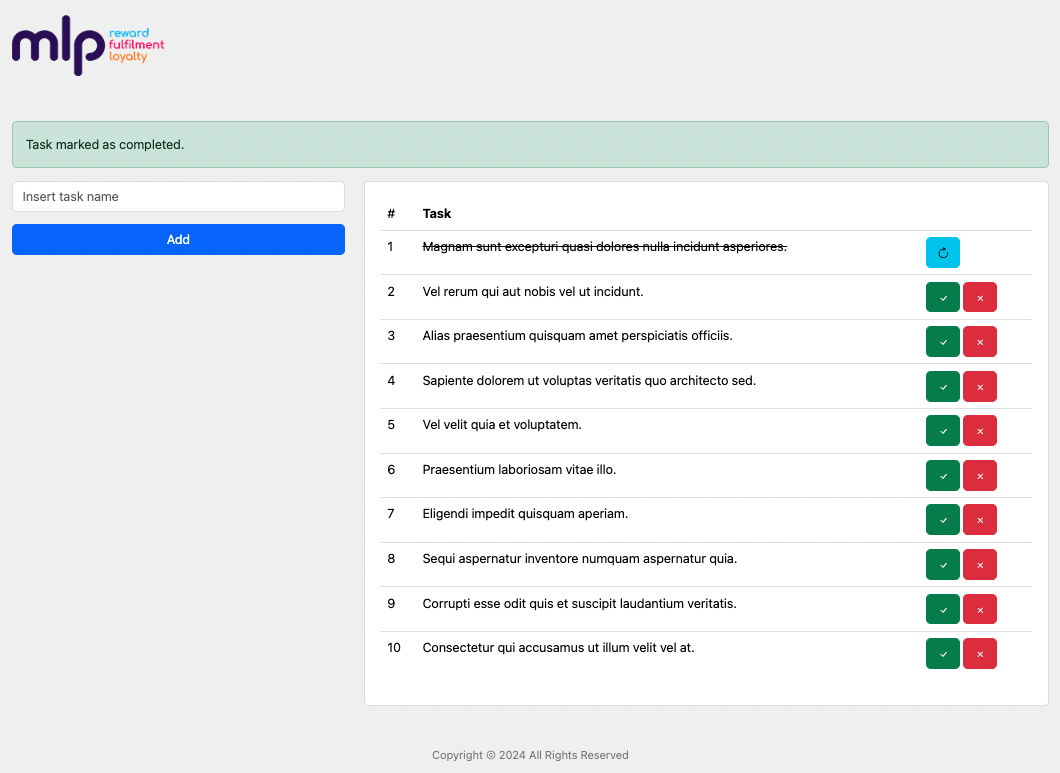 mlp
reward
fulfilment
loyalty
Task marked as completed.
Insert task name
Add
# Task
1 Magnam sunt excepturi quasi dolores nulla incidunt asperiores.
2 Vel rerum qui aut nobis vel ut incidunt.
3 Alias praesentium quisquam amet perspiciatis officiis.
4 Sapiente dolorem ut voluptas veritatis quo architecto sed.
5 Vel velit quia et voluptatem.
6 Praesentium laboriosam vitae illo.
7 Eligendi impedit quisquam aperiam.
8 Sequi aspernatur inventore numquam aspernatur quia.
9 Corrupti esse odit quis et suscipit laudantium veritatis.
10 Consectetur qui accusamus ut illum velit vel at.
Copyright © 2024 All Rights Reserved